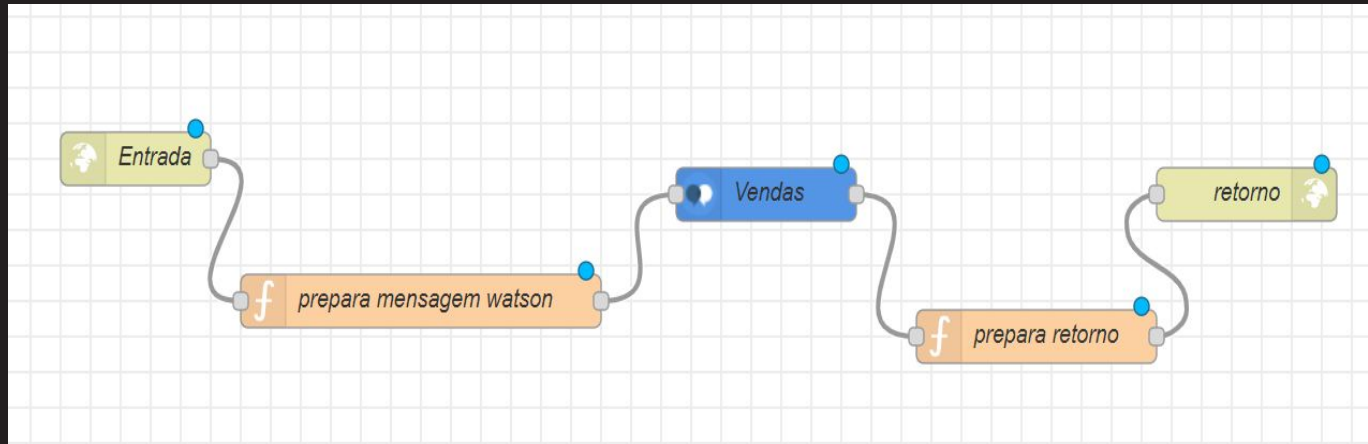 Entrada
prepara mensagem watson
Vendas
prepara retorno
retorno